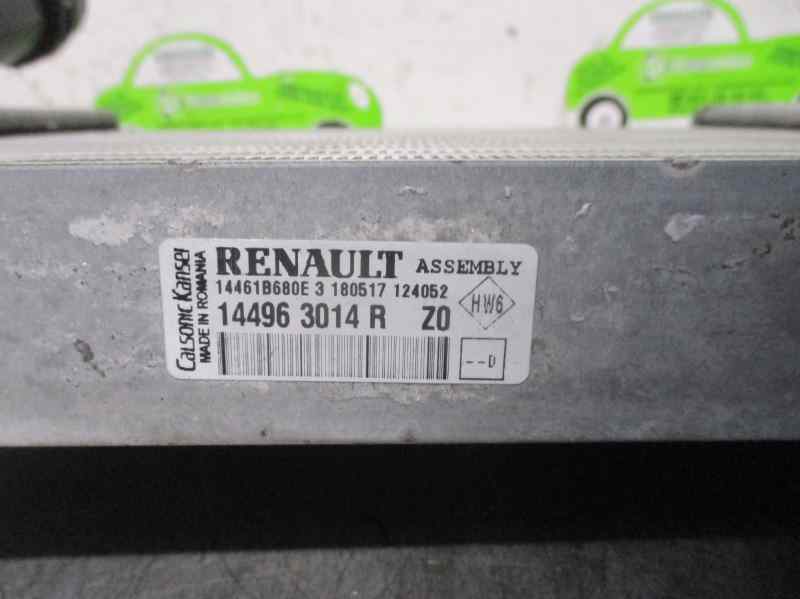 Calsonic Kansei
MADE IN ROMANIA
RENAULT ASSEMBLY
14461B680E 3 180517 124052
14496 3014 R Z0
HW6
--D